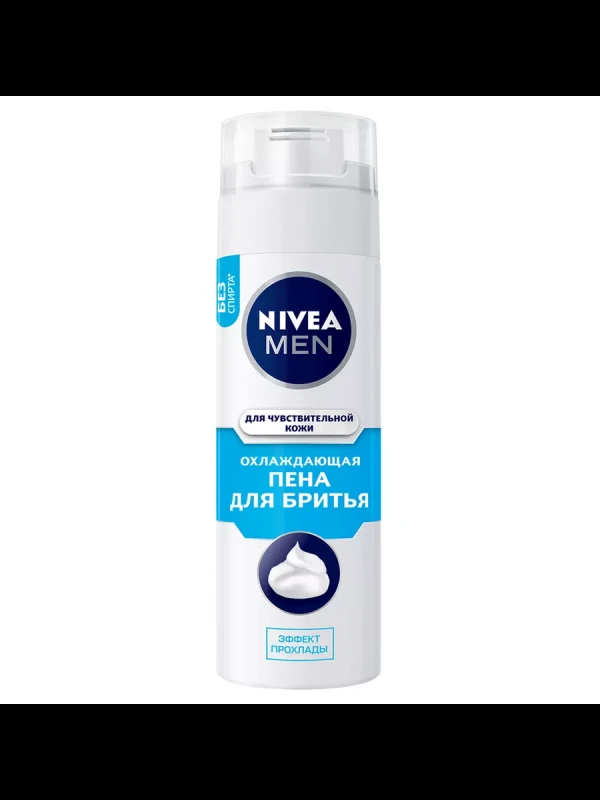 БЕЗ
СПИРТА*
NIVEA
MEN
ДЛЯ ЧУВСТВИТЕЛЬНОЙ
КОЖИ
ОХЛАЖДАЮЩАЯ
ПЕНА
ДЛЯ БРИТЬЯ
ЭФФЕКТ
ПРОХЛАДЫ